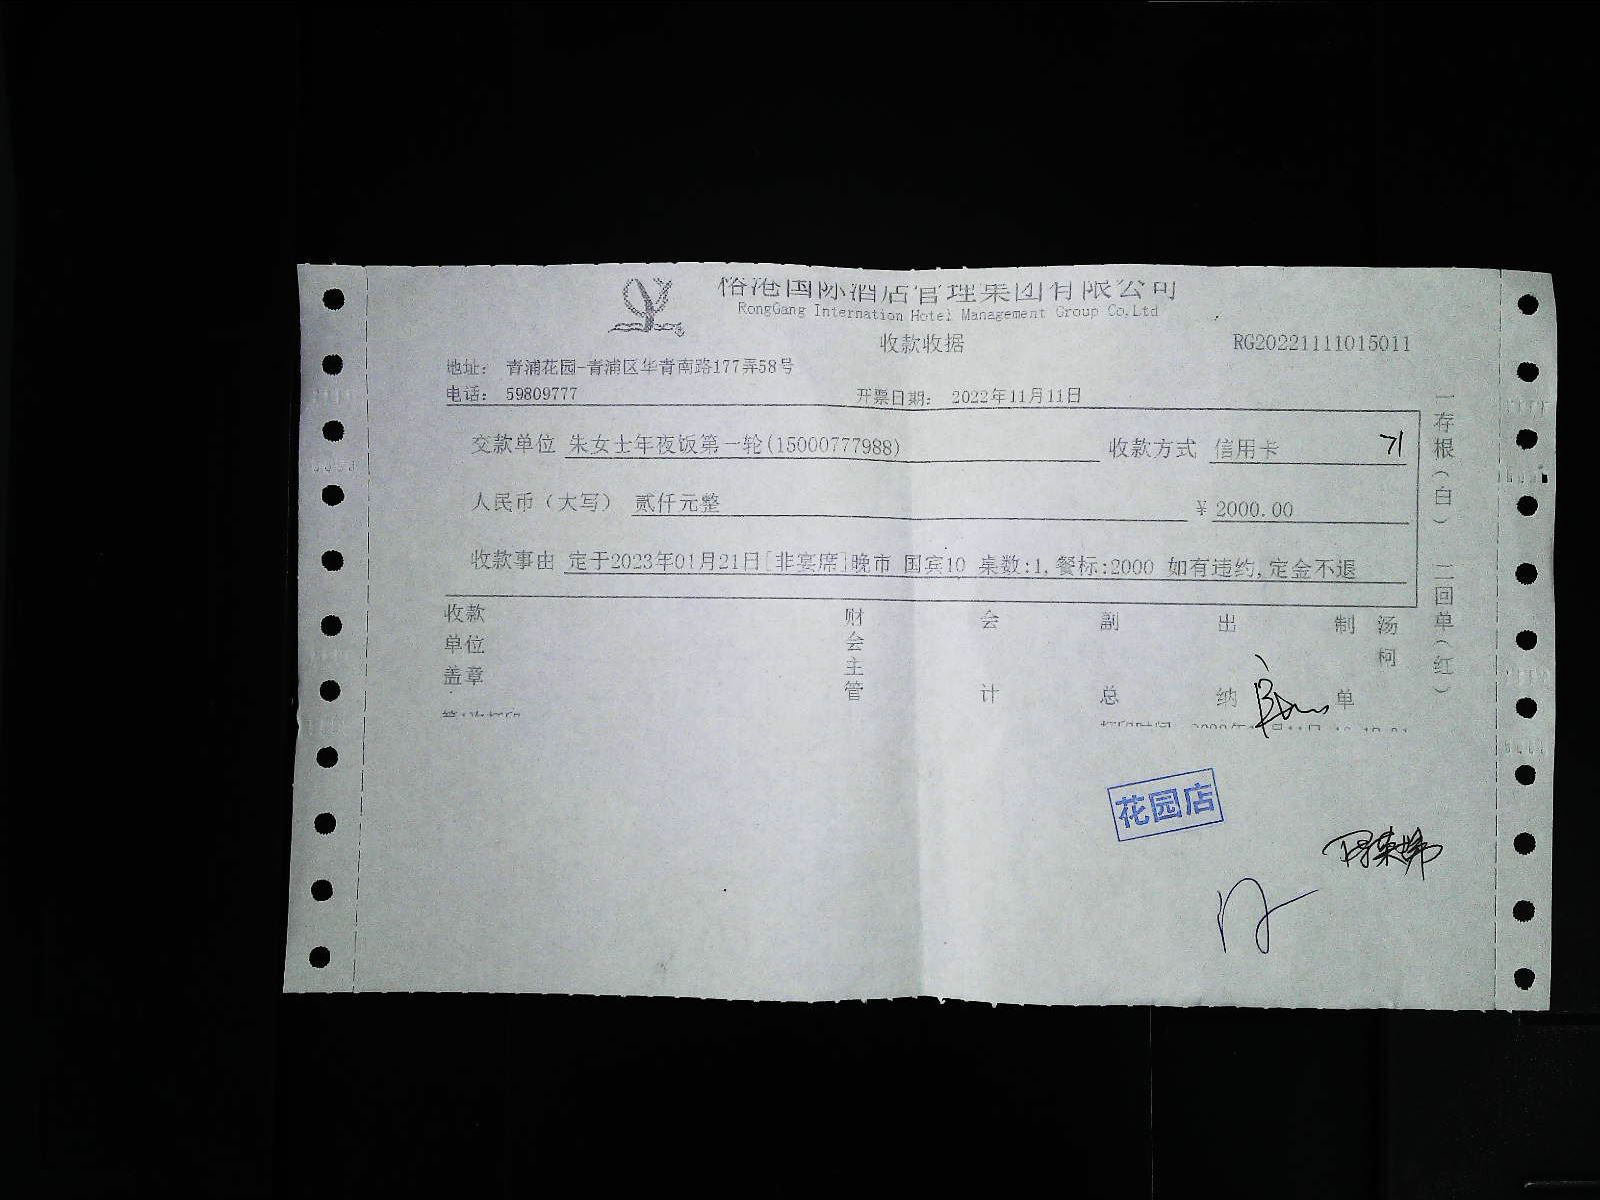 裕港国际酒店管理集团有限公司
RongGang Internation Hotel Management Group Co.Ltd
收款收据
RG20221111015011
地址: 青浦花园-青浦区华青南路177弄58号
电话: 59809777
开票日期: 2022年11月11日
交款单位 朱女士年夜饭第一轮(15000777988) 收款方式 信用卡 71
人民币(大写) 贰仟元整 ¥ 2000.00
收款事由 定于2023年01月21日[非宴席]晚市 国宾10 桌数:1,餐标:2000 如有违约,定金不退
收款单位盖章 财会主管 会计 副总 出纳 制单 汤柯
一存根(白) 二回单(红)
花园店